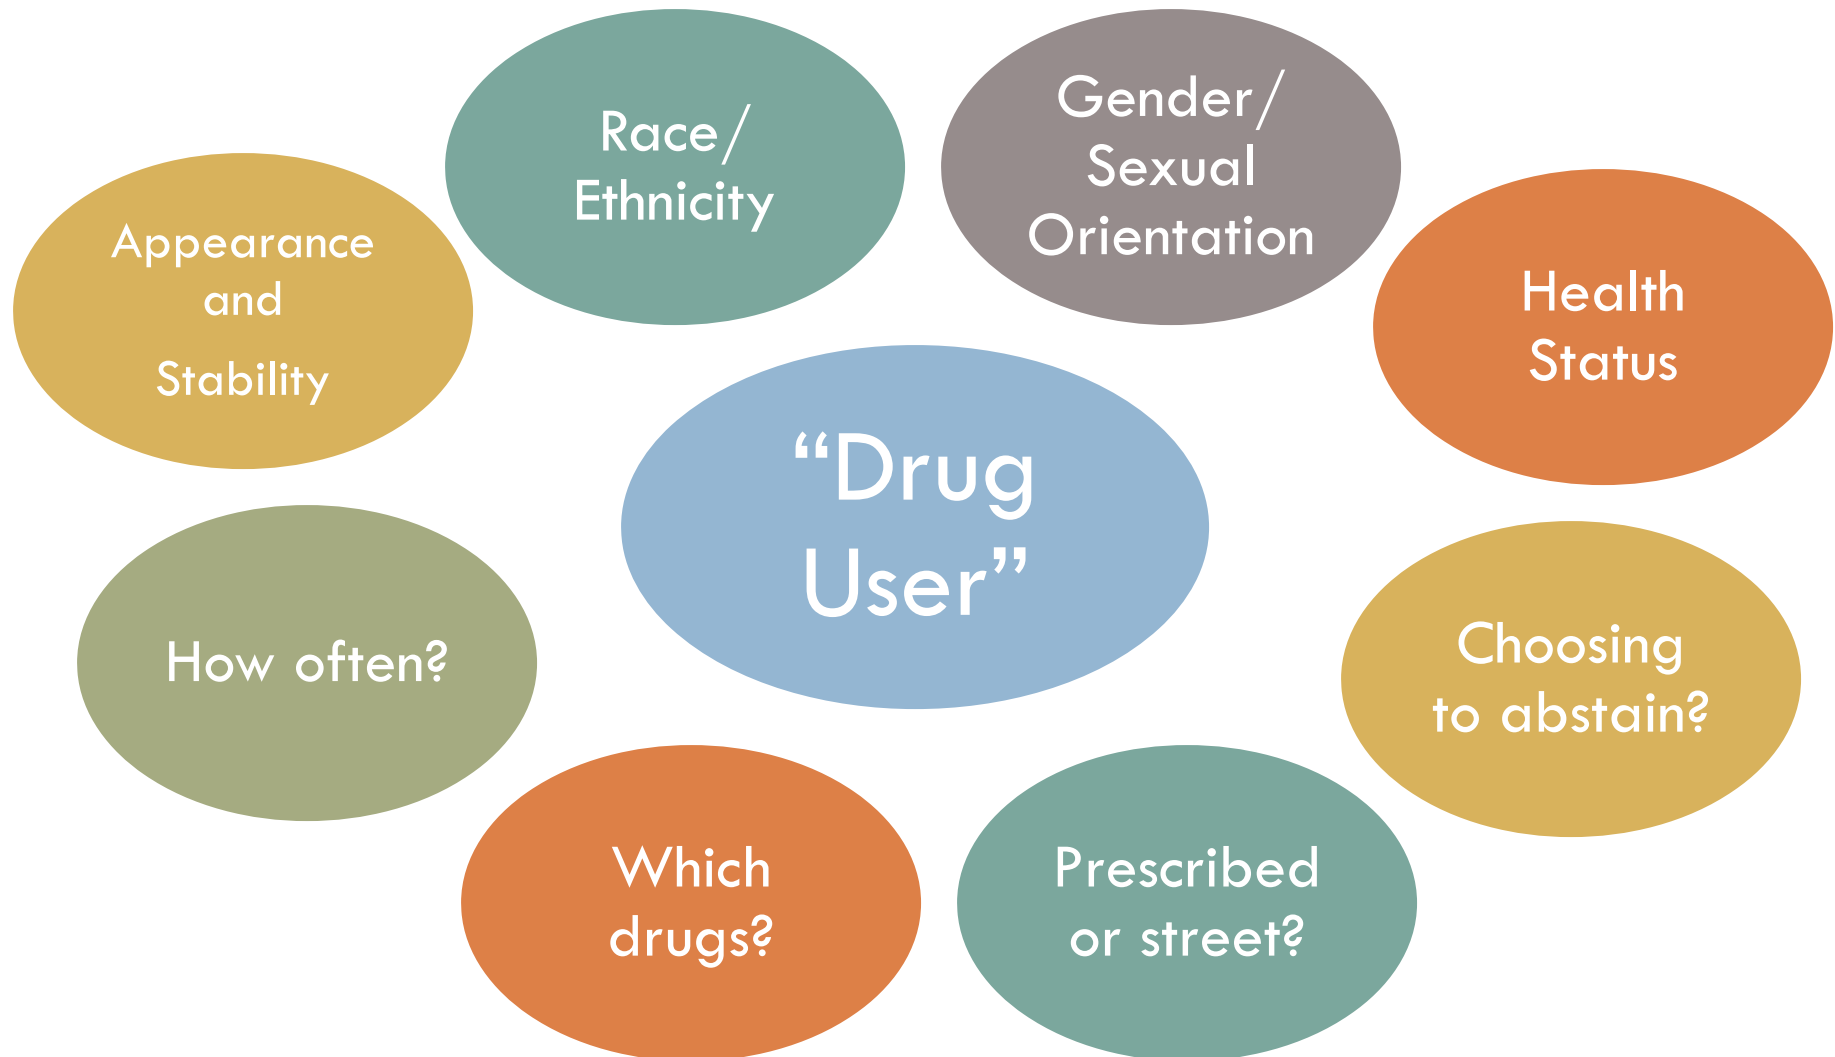 Race/
Ethnicity
Gender/
Sexual
Orientation
Appearance
and
Stability
Health
Status
“Drug
User”
How often?
Choosing
to abstain?
Which
drugs?
Prescribed
or street?